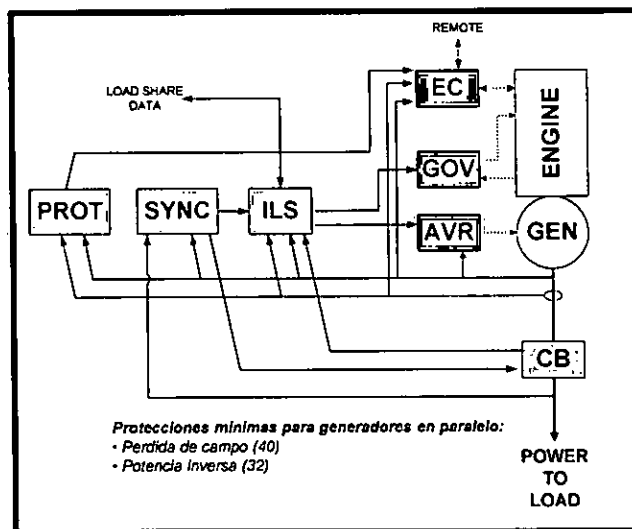 REMOTE
LOAD SHARE
DATA
EC
ENGINE
GOV
PROT
SYNC
ILS
AVR
GEN
CB
Protecciones minimas para generadores en paralelo:
• Perdida de campo (40)
• Potencia Inversa (32)
POWER
TO
LOAD